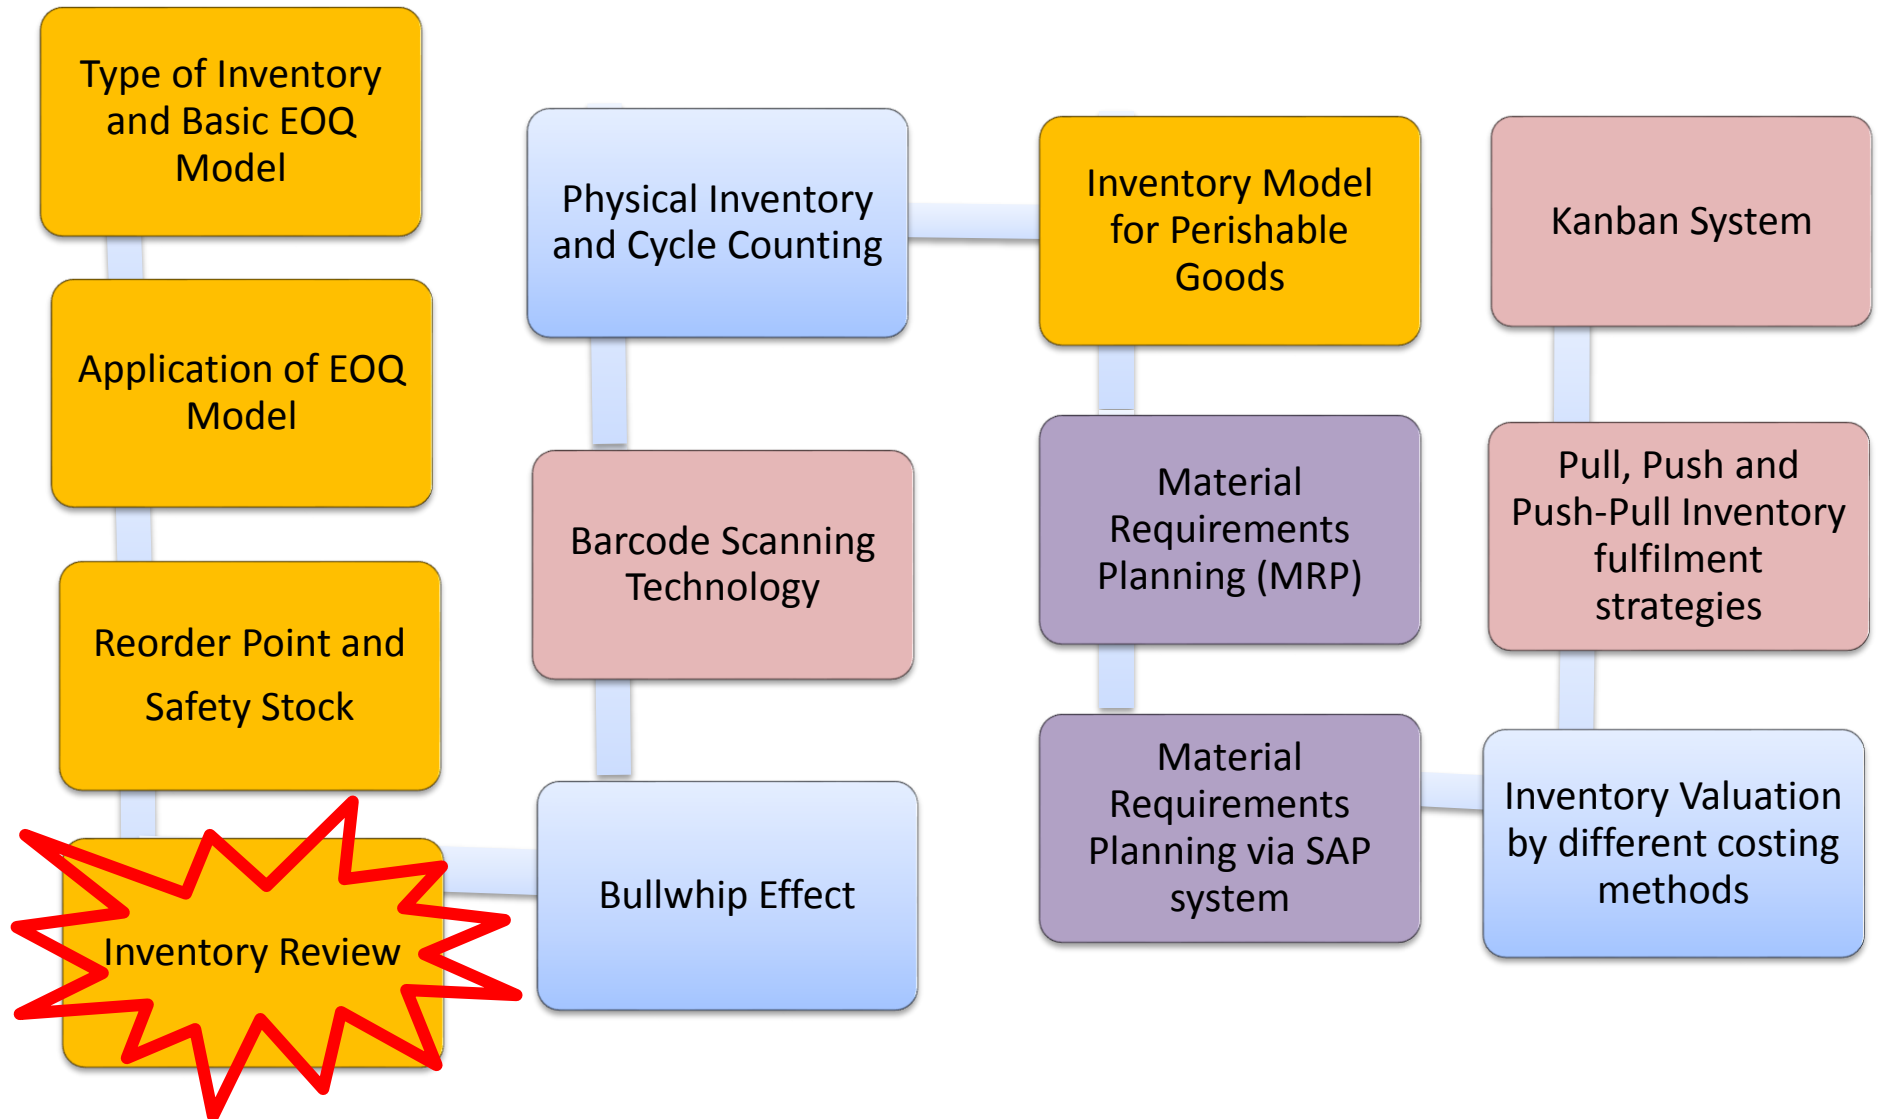 Type of Inventory
and Basic EOQ
Model
Application of EOQ
Model
Reorder Point and
Safety Stock
Inventory Review
Bullwhip Effect
Barcode Scanning
Technology
Physical Inventory
and Cycle Counting
Inventory Model
for Perishable
Goods
Material
Requirements
Planning (MRP)
Material
Requirements
Planning via SAP
system
Inventory Valuation
by different costing
methods
Pull, Push and
Push-Pull Inventory
fulfilment
strategies
Kanban System